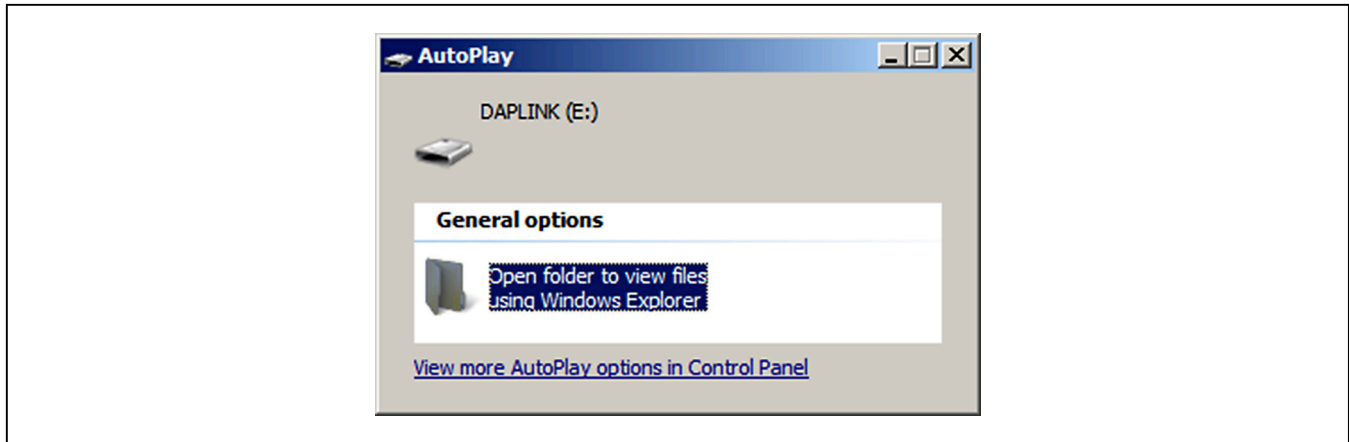 AutoPlay
DAPLINK (E:)
General options
Open folder to view files
using Windows Explorer
View more AutoPlay options in Control Panel